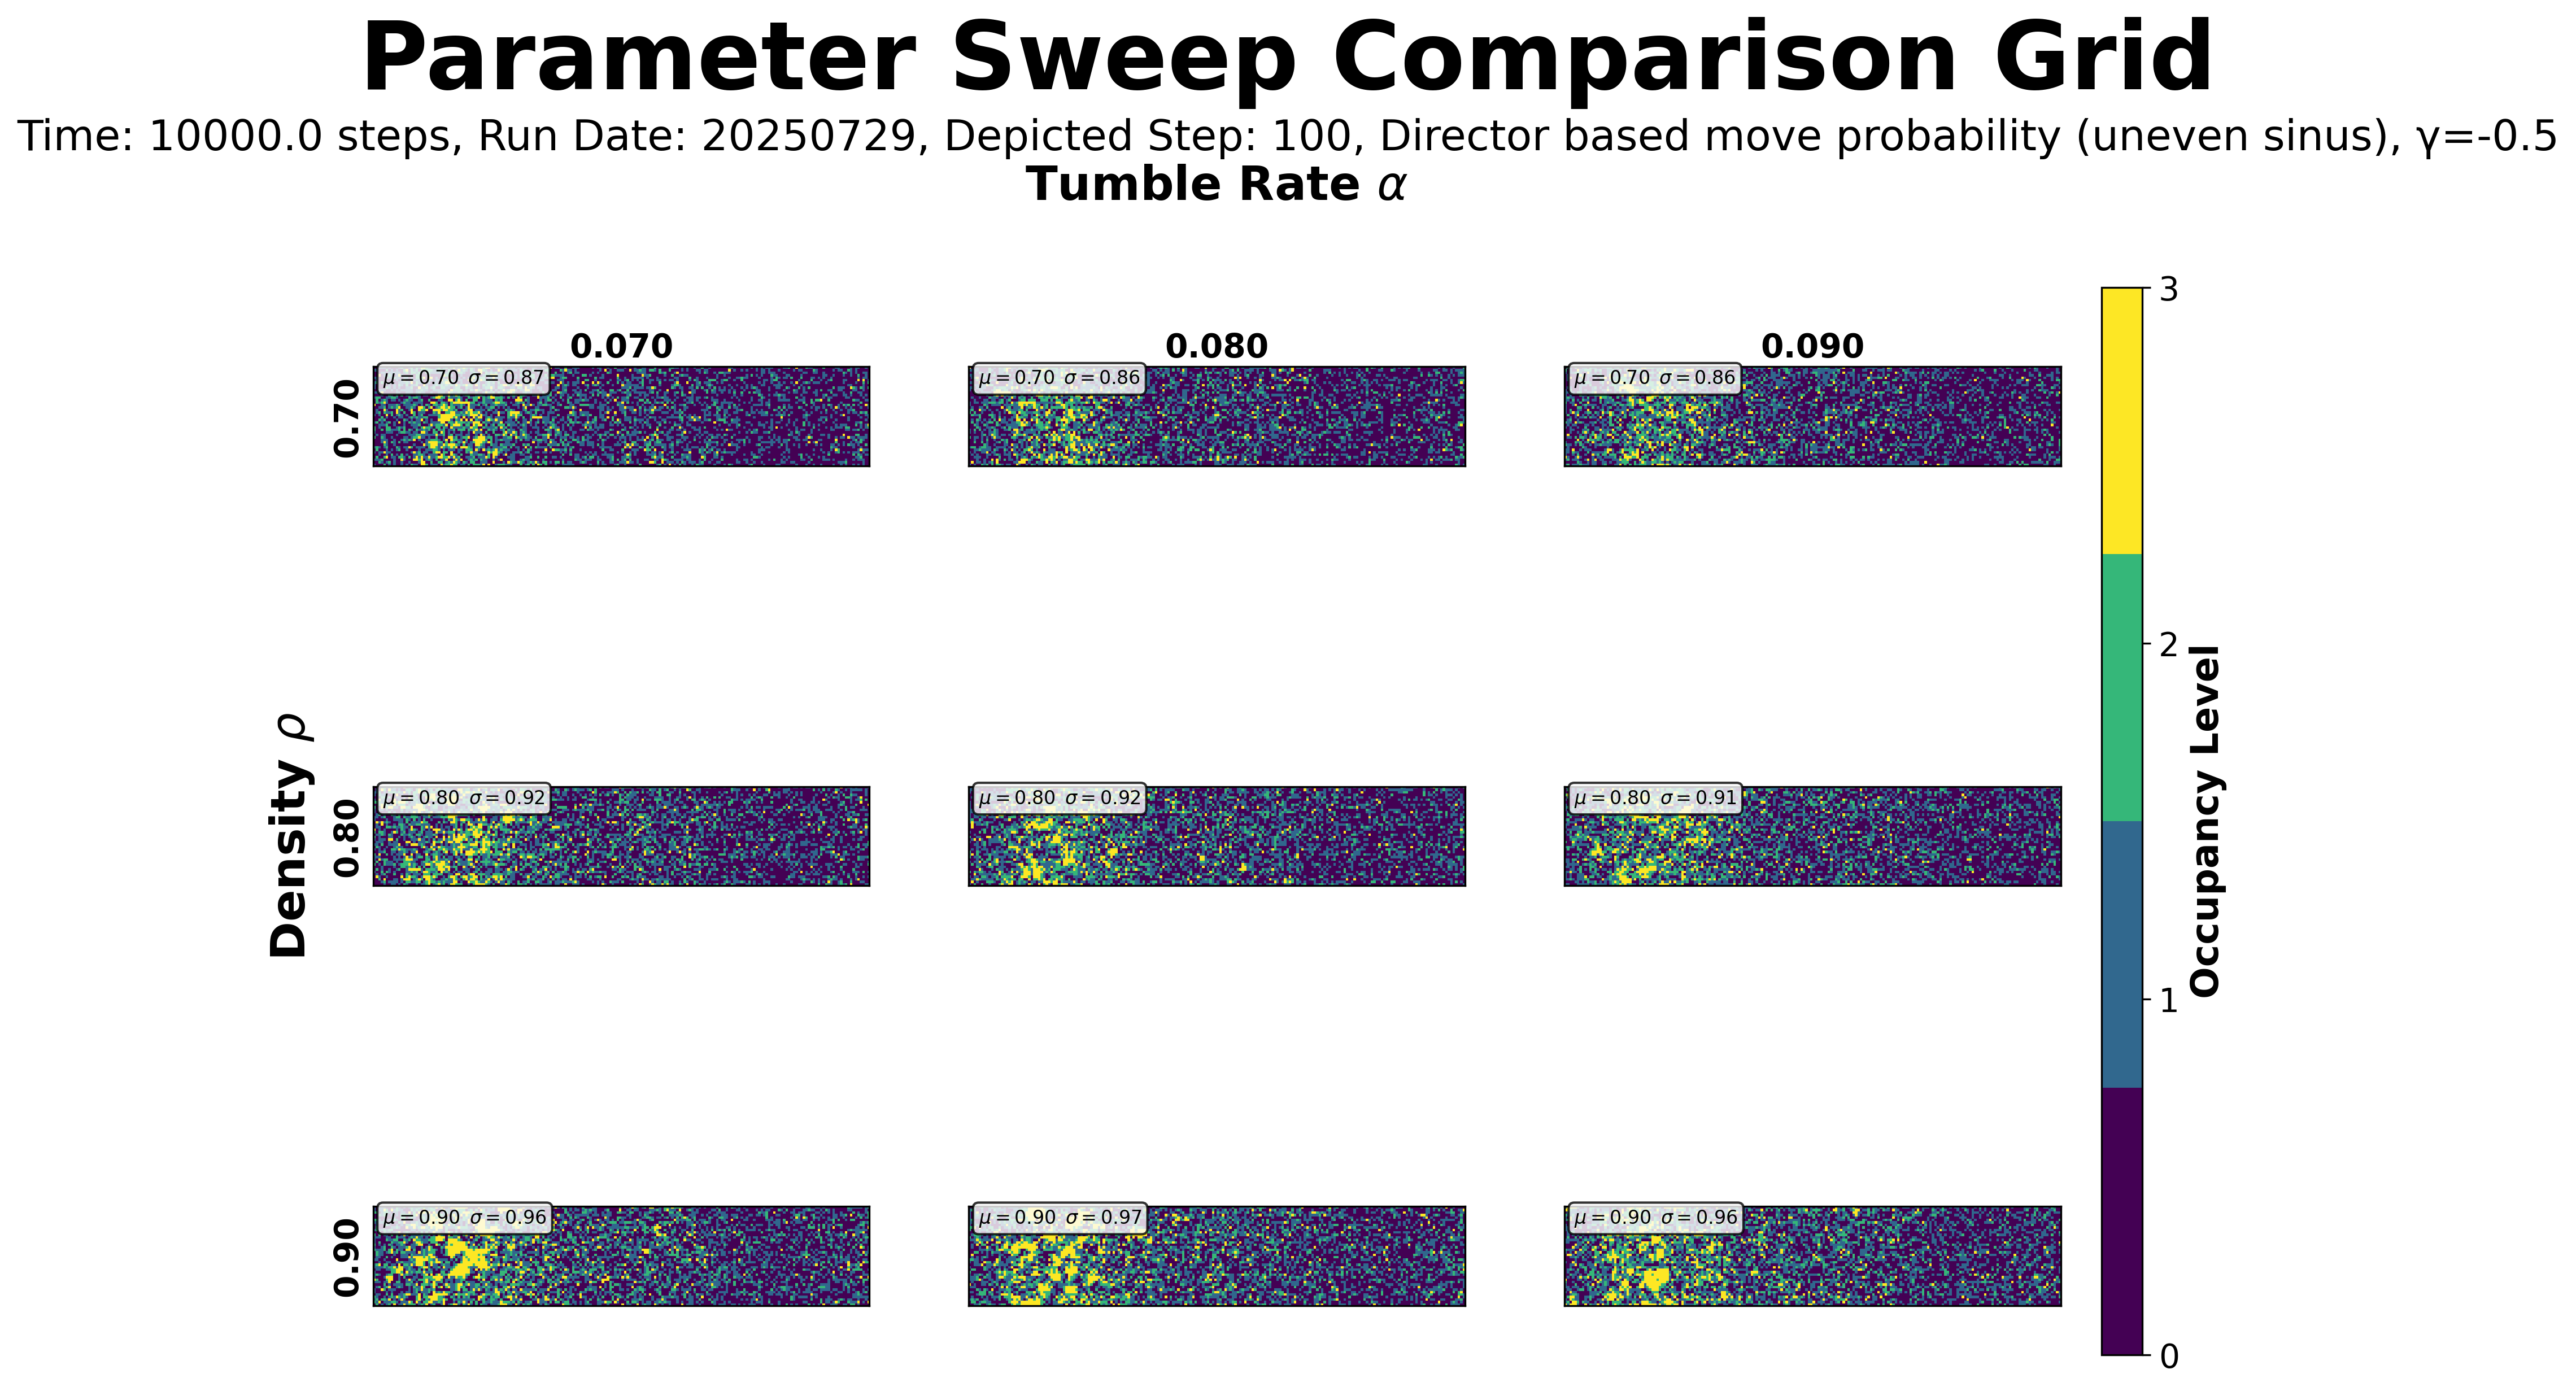 Parameter Sweep Comparison Grid
Time: 10000.0 steps, Run Date: 20250729, Depicted Step: 100, Director based move probability (uneven sinus), γ=-0.5
Tumble Rate α
0.070
0.080
0.090
Density ρ
0.70
μ = 0.70 σ = 0.87
μ = 0.70 σ = 0.86
μ = 0.70 σ = 0.86
0.80
μ = 0.80 σ = 0.92
μ = 0.80 σ = 0.92
μ = 0.80 σ = 0.91
0.90
μ = 0.90 σ = 0.96
μ = 0.90 σ = 0.97
μ = 0.90 σ = 0.96
3
2
1
0
Occupancy Level